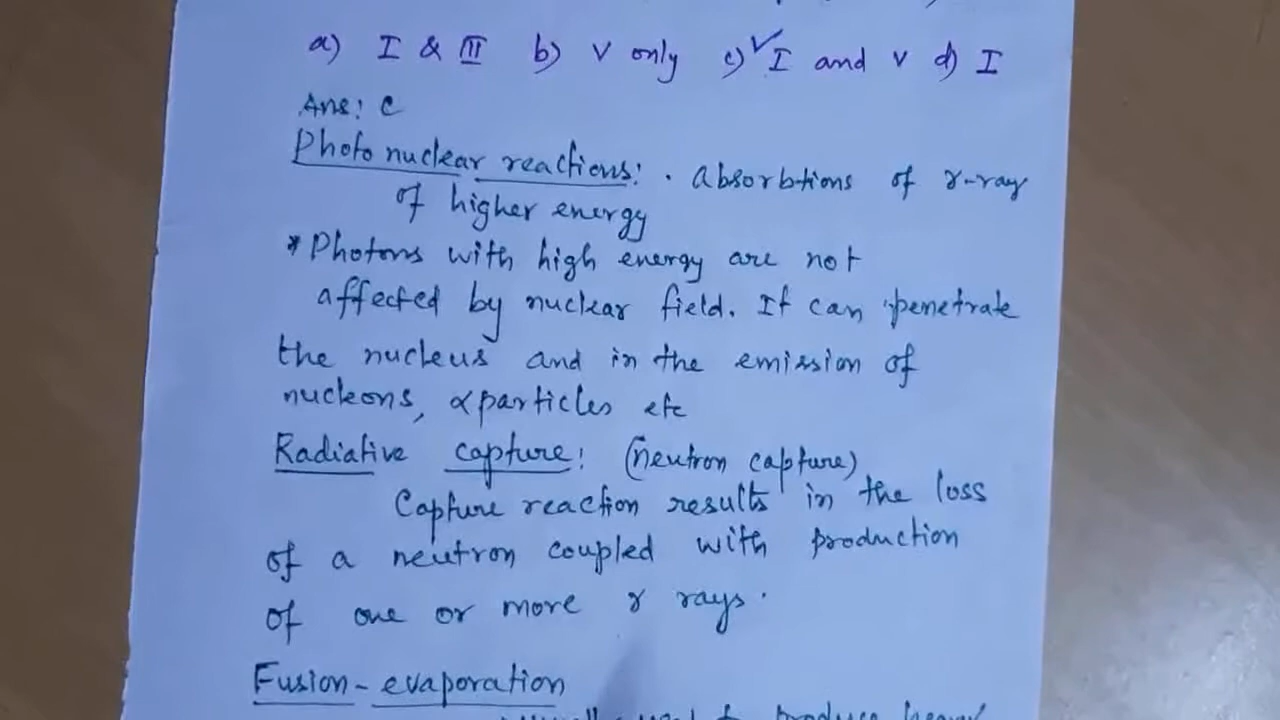 a) I & III b) V only c) ✓ I and V d) I
Ans: C
Photo nuclear reactions: . absorbtions of γ-ray
of higher energy
* Photons with high energy are not
affected by nuclear field. It can penetrate
the nucleus and in the emission of
nucleons, α particles etc
Radiative capture: (neutron capture)
Capture reaction results in the loss
of a neutron coupled with production
of one or more γ rays.
Fusion - evaporation
produce heavy